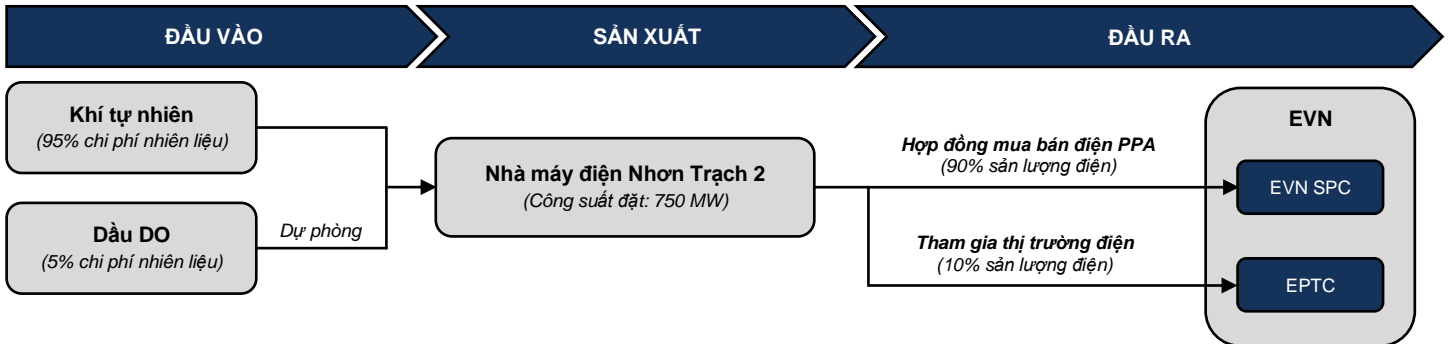 ĐẦU VÀO
SẢN XUẤT
ĐẦU RA
Khí tự nhiên
(95% chi phí nhiên liệu)
Dầu DO
(5% chi phí nhiên liệu)
Dự phòng
Nhà máy điện Nhơn Trạch 2
(Công suất đặt: 750 MW)
Hợp đồng mua bán điện PPA
(90% sản lượng điện)
Tham gia thị trường điện
(10% sản lượng điện)
EVN
EVN SPC
EPTC